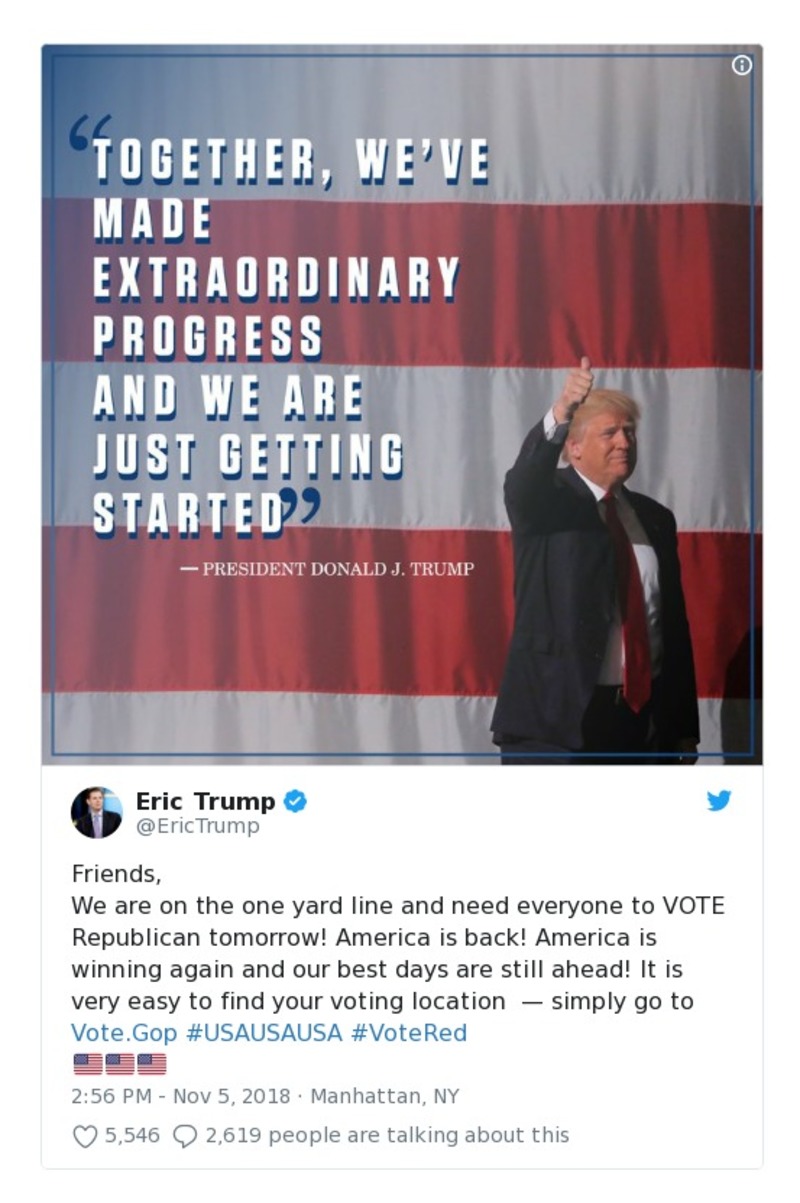 “TOGETHER, WE’VE
MADE
EXTRAORDINARY
PROGRESS
AND WE ARE
JUST GETTING
STARTED”
— PRESIDENT DONALD J. TRUMP
Eric Trump
@EricTrump
Friends,
We are on the one yard line and need everyone to VOTE
Republican tomorrow! America is back! America is
winning again and our best days are still ahead! It is
very easy to find your voting location — simply go to
Vote.Gop #USAUSAUSA #VoteRed
🇺🇸🇺🇸🇺🇸
2:56 PM - Nov 5, 2018 · Manhattan, NY
5,546 2,619 people are talking about this